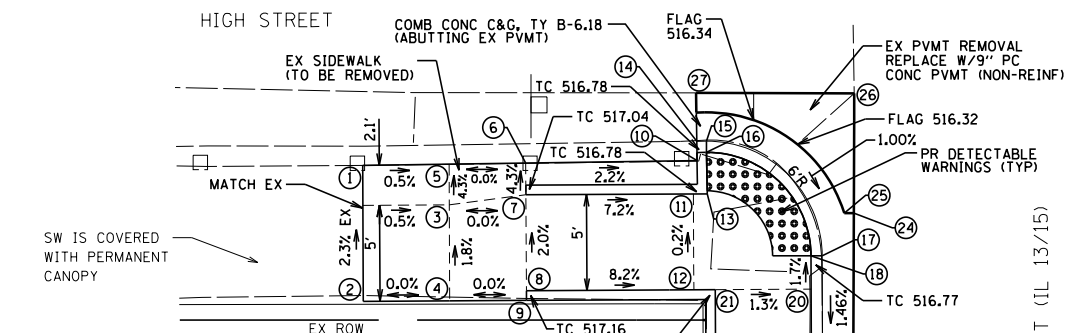 HIGH STREET
COMB CONC C&G, TY B-6.18
(ABUTTING EX PVMT)
FLAG
516.34
EX PVMT REMOVAL
REPLACE W/9" PC
CONC PVMT (NON-REINF)
EX SIDEWALK
(TO BE REMOVED)
14
27
26
TC 516.78
TC 517.04
FLAG 516.32
6
10
15
16
1.00%
2.1'
TC 516.78
PR DETECTABLE
WARNINGS (TYP)
6'R
1
5
0.5%
0.0%
4.3%
4.3%
2.2%
MATCH EX
25
3
7
7.2%
11
13
24
0.5%
0.0%
SW IS COVERED
WITH PERMANENT
CANOPY
2.3% EX
5'
1.8%
2.0%
5'
0.2%
17
18
2
0.0%
4
0.0%
8
8.2%
12
1.7%
9
21
1.3%
20
TC 516.77
1.46%
EX ROW
TC 517.16
T (IL 13/15)